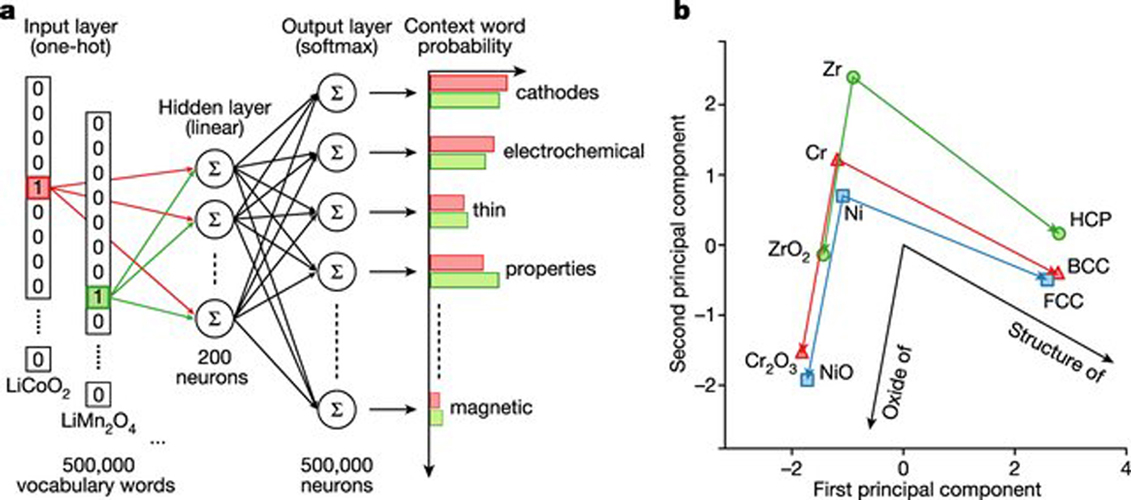 a
Input layer
(one-hot)
0
0
0
0
1
0
0
0
0
0
LiCoO₂
0
0
0
0
0
0
0
1
0
0
LiMn₂O₄
...
500,000
vocabulary words
Hidden layer
(linear)
Σ
Σ
Σ
200
neurons
Output layer
(softmax)
Σ
Σ
Σ
Σ
Σ
500,000
neurons
Context word
probability
cathodes
electrochemical
thin
properties
magnetic
b
Second principal component
2
1
0
−1
−2
Zr
Cr
Ni
ZrO₂
Cr₂O₃
NiO
HCP
BCC
FCC
Oxide of
Structure of
−2
0
2
4
First principal component